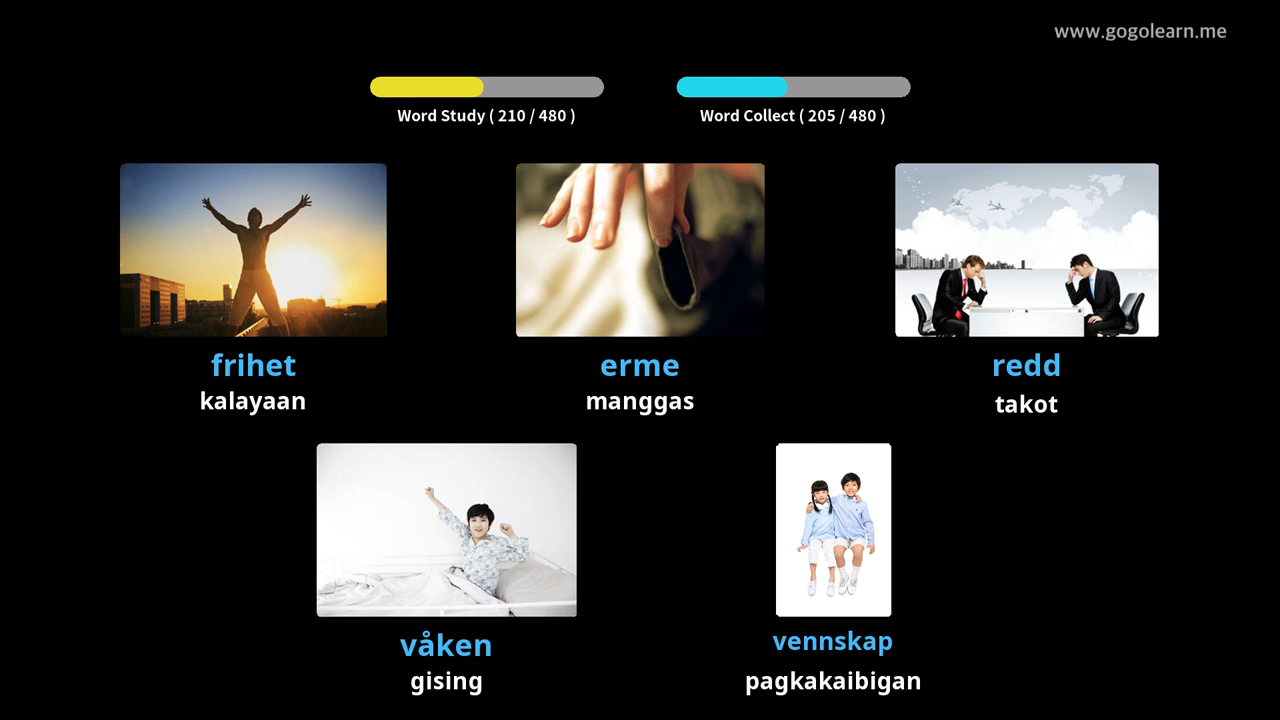 www.gogolearn.me
Word Study ( 210 / 480 )
Word Collect ( 205 / 480 )
frihet
kalayaan
erme
manggas
redd
takot
våken
gising
vennskap
pagkakaibigan